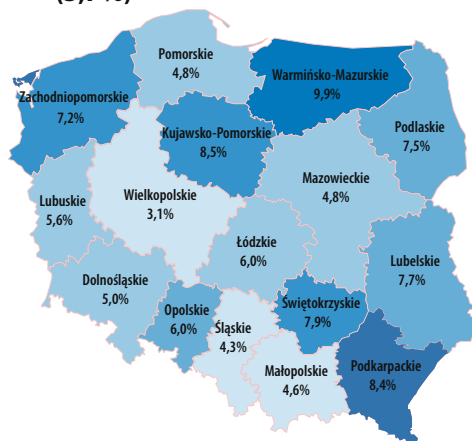 Pomorskie
4,8%
Warmińsko-Mazurskie
9,9%
Zachodniopomorskie
7,2%
Kujawsko-Pomorskie
8,5%
Podlaskie
7,5%
Lubuskie
5,6%
Wielkopolskie
3,1%
Mazowieckie
4,8%
Łódzkie
6,0%
Lubelskie
7,7%
Dolnośląskie
5,0%
Opolskie
6,0%
Śląskie
4,3%
Świętokrzyskie
7,9%
Małopolskie
4,6%
Podkarpackie
8,4%